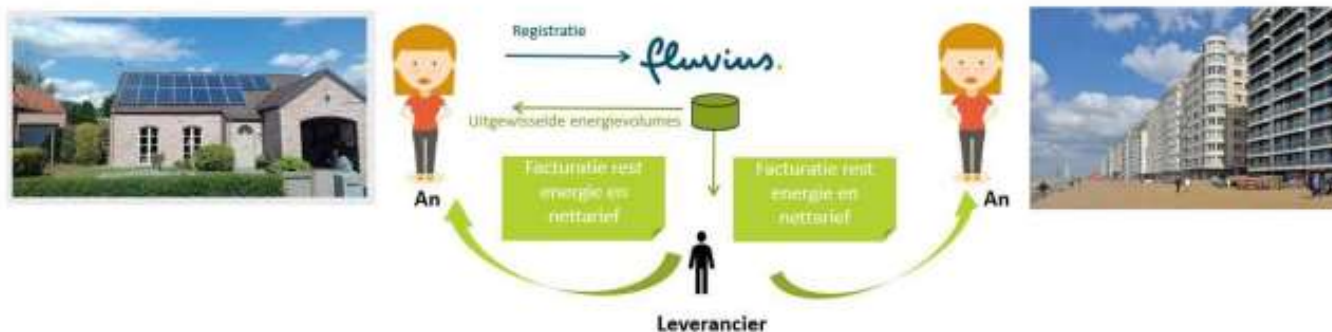 Registratie
fluvius.
Uitgewisselde energievolumes
Facturatie rest
energie en
nettarief
Facturatie rest
energie en
nettarief
An
An
Leverancier